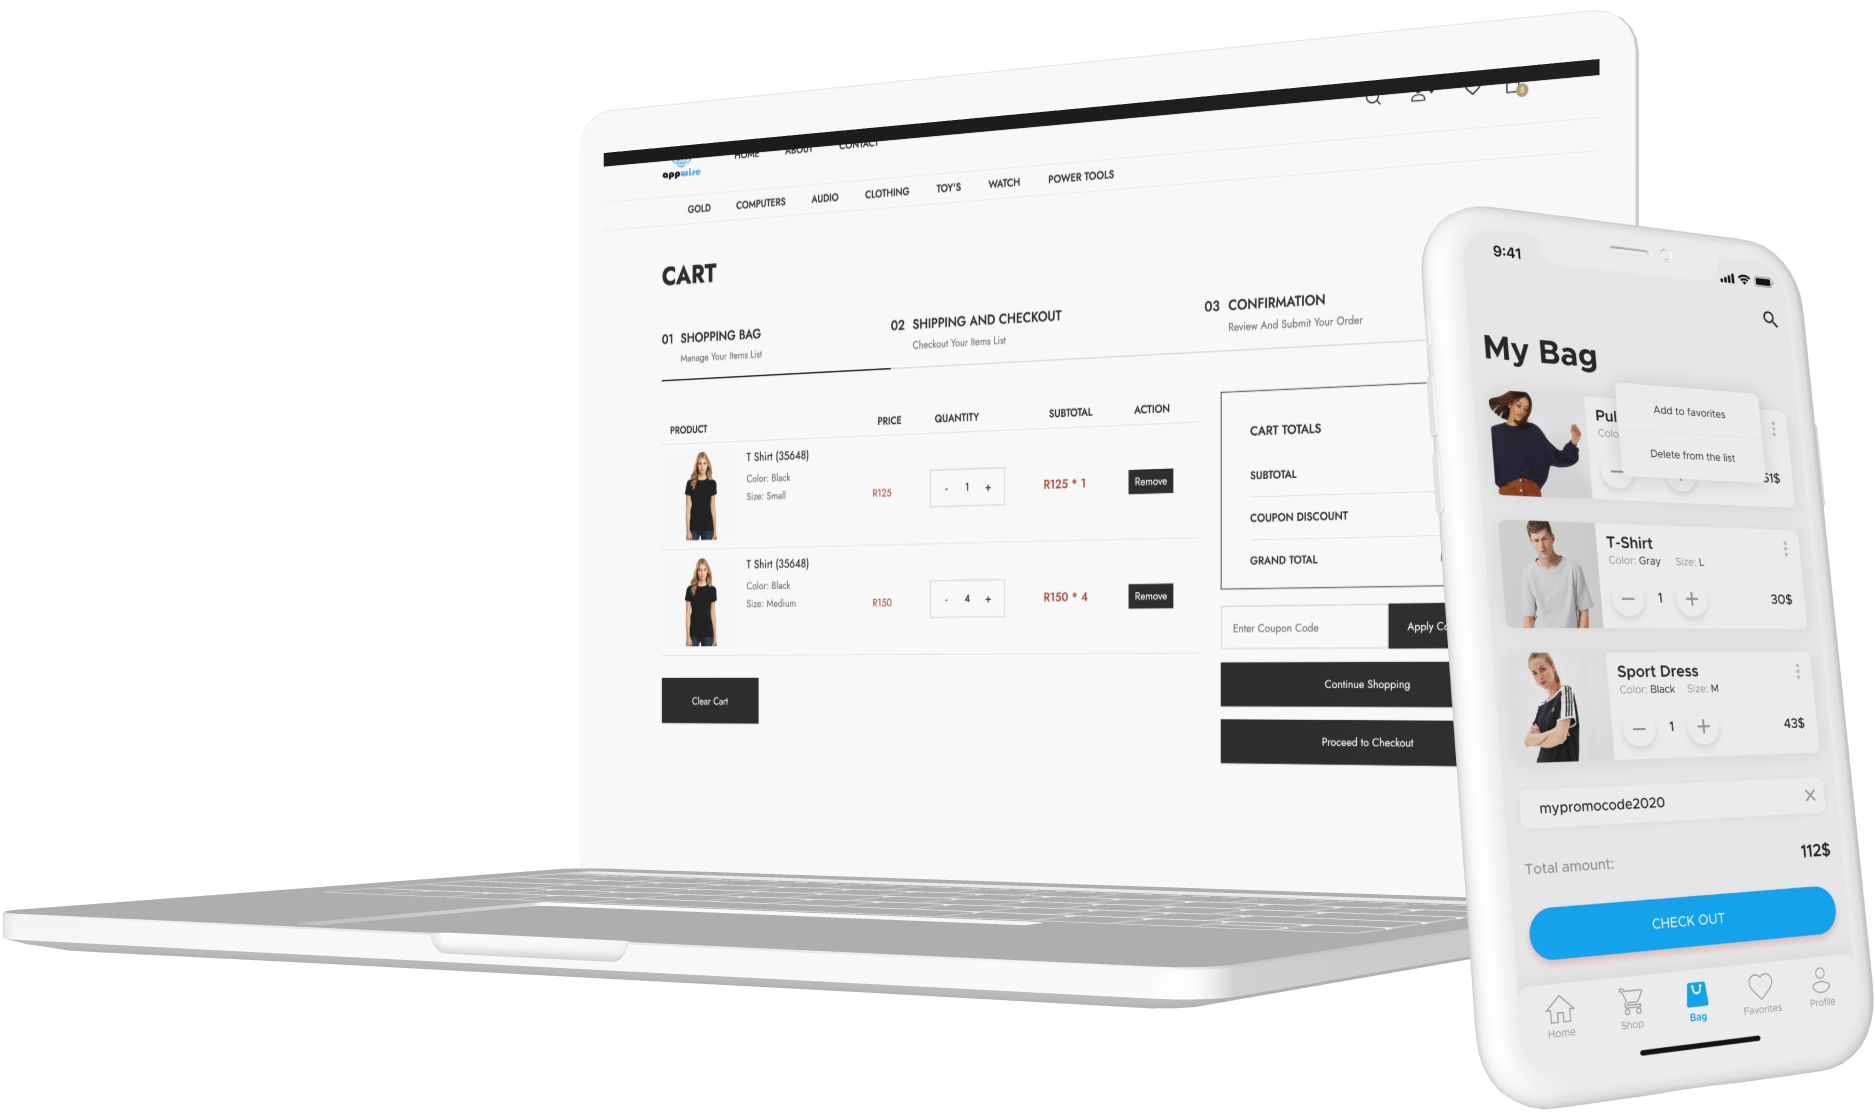 HOME ABOUT CONTACT
5
appwise
GOLD COMPUTERS AUDIO CLOTHING TOY'S WATCH POWER TOOLS
CART
01 SHOPPING BAG
Manage Your Items List
02 SHIPPING AND CHECKOUT
Checkout Your Items List
03 CONFIRMATION
Review And Submit Your Order
PRODUCT PRICE QUANTITY SUBTOTAL ACTION
T Shirt (35648)
Color: Black
Size: Small
R125
- 1 +
R125 * 1
Remove
T Shirt (35648)
Color: Black
Size: Medium
R150
- 4 +
R150 * 4
Remove
Clear Cart
CART TOTALS
SUBTOTAL
COUPON DISCOUNT
GRAND TOTAL
Enter Coupon Code
Apply
Continue Shopping
Proceed to Checkout
9:41
My Bag
Pul
Colo
Add to favorites
Delete from the list
51$
T-Shirt
Color: Gray Size: L
− 1 +
30$
Sport Dress
Color: Black Size: M
− 1 +
43$
mypromocode2020
Total amount:
112$
CHECK OUT
Home Shop Bag Favorites Profile